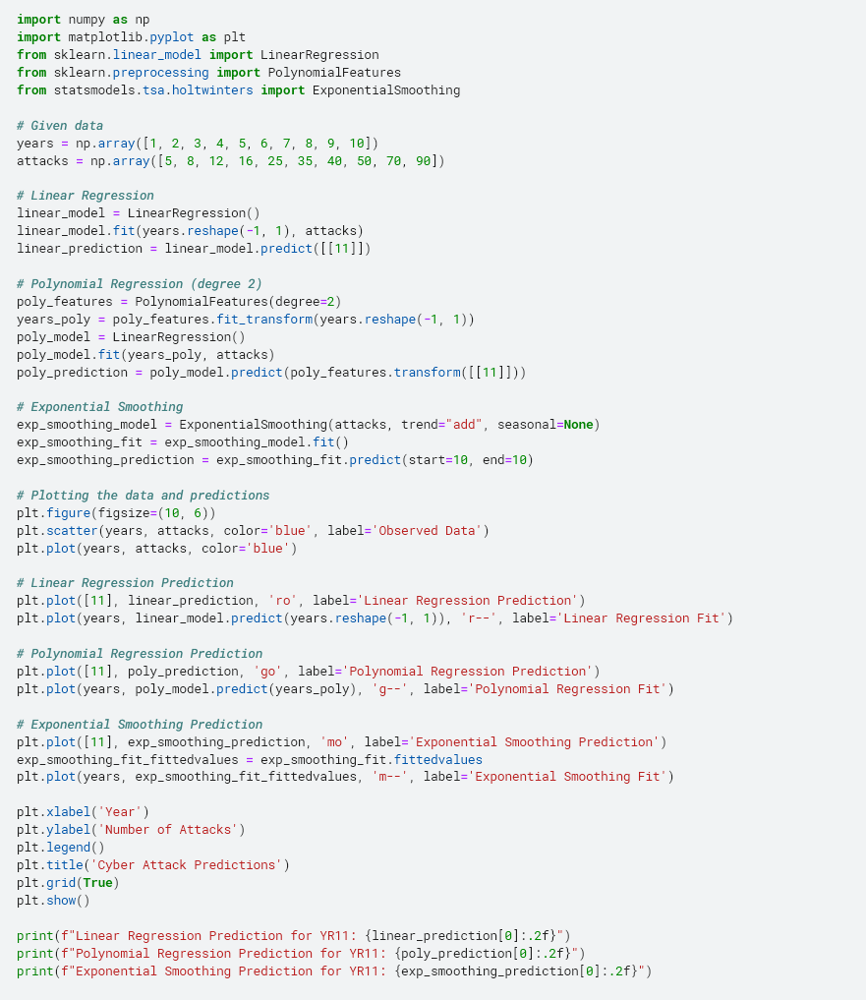 import numpy as np
import matplotlib.pyplot as plt
from sklearn.linear_model import LinearRegression
from sklearn.preprocessing import PolynomialFeatures
from statsmodels.tsa.holtwinters import ExponentialSmoothing

# Given data
years = np.array([1, 2, 3, 4, 5, 6, 7, 8, 9, 10])
attacks = np.array([5, 8, 12, 16, 25, 35, 40, 50, 70, 90])

# Linear Regression
linear_model = LinearRegression()
linear_model.fit(years.reshape(-1, 1), attacks)
linear_prediction = linear_model.predict([[11]])

# Polynomial Regression (degree 2)
poly_features = PolynomialFeatures(degree=2)
years_poly = poly_features.fit_transform(years.reshape(-1, 1))
poly_model = LinearRegression()
poly_model.fit(years_poly, attacks)
poly_prediction = poly_model.predict(poly_features.transform([[11]]))

# Exponential Smoothing
exp_smoothing_model = ExponentialSmoothing(attacks, trend="add", seasonal=None)
exp_smoothing_fit = exp_smoothing_model.fit()
exp_smoothing_prediction = exp_smoothing_fit.predict(start=10, end=10)

# Plotting the data and predictions
plt.figure(figsize=(10, 6))
plt.scatter(years, attacks, color='blue', label='Observed Data')
plt.plot(years, attacks, color='blue')

# Linear Regression Prediction
plt.plot([11], linear_prediction, 'ro', label='Linear Regression Prediction')
plt.plot(years, linear_model.predict(years.reshape(-1, 1)), 'r--', label='Linear Regression Fit')

# Polynomial Regression Prediction
plt.plot([11], poly_prediction, 'go', label='Polynomial Regression Prediction')
plt.plot(years, poly_model.predict(years_poly), 'g--', label='Polynomial Regression Fit')

# Exponential Smoothing Prediction
plt.plot([11], exp_smoothing_prediction, 'mo', label='Exponential Smoothing Prediction')
exp_smoothing_fit_fittedvalues = exp_smoothing_fit.fittedvalues
plt.plot(years, exp_smoothing_fit_fittedvalues, 'm--', label='Exponential Smoothing Fit')

plt.xlabel('Year')
plt.ylabel('Number of Attacks')
plt.legend()
plt.title('Cyber Attack Predictions')
plt.grid(True)
plt.show()

print(f"Linear Regression Prediction for YR11: {linear_prediction[0]:.2f}")
print(f"Polynomial Regression Prediction for YR11: {poly_prediction[0]:.2f}")
print(f"Exponential Smoothing Prediction for YR11: {exp_smoothing_prediction[0]:.2f}")